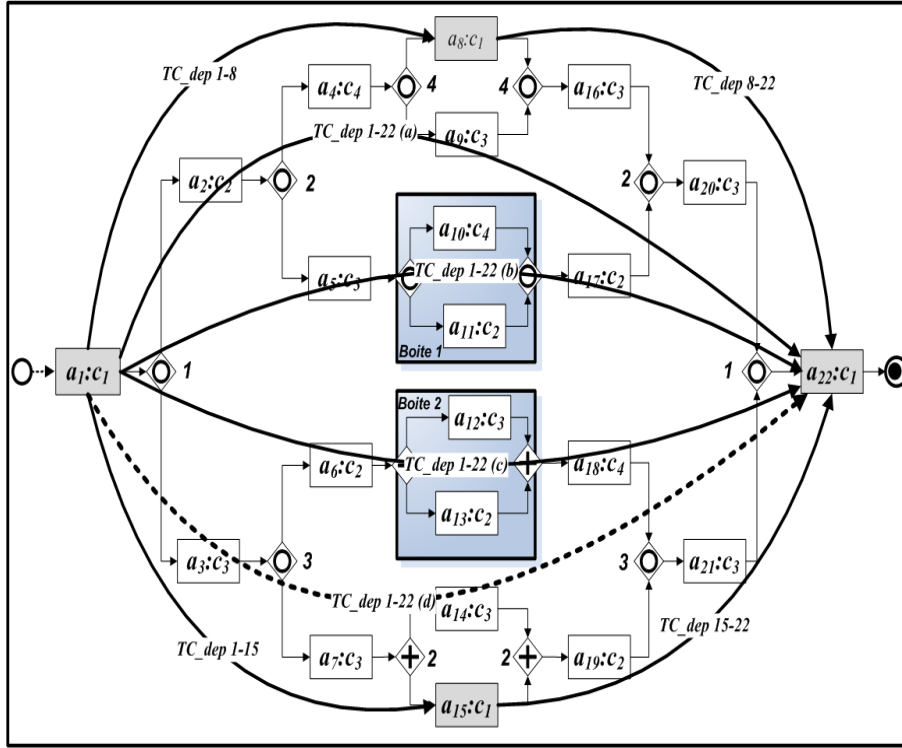 a8:c1
TC_dep 1-8
a4:c4
4
4
a16:c3
TC_dep 8-22
TC_dep 1-22 (a)
a9:c3
a2:c2
2
2
a20:c3
a10:c4
a5:c3
TC_dep 1-22 (b)
a17:c2
a11:c2
Boite 1
a1:c1
1
1
a22:c1
Boite 2
a12:c3
a6:c2
TC_dep 1-22 (c)
a18:c4
a13:c2
a3:c3
3
3
a21:c3
TC_dep 1-22 (d)
a14:c3
TC_dep 15-22
TC_dep 1-15
a7:c3
2
2
a19:c2
a15:c1